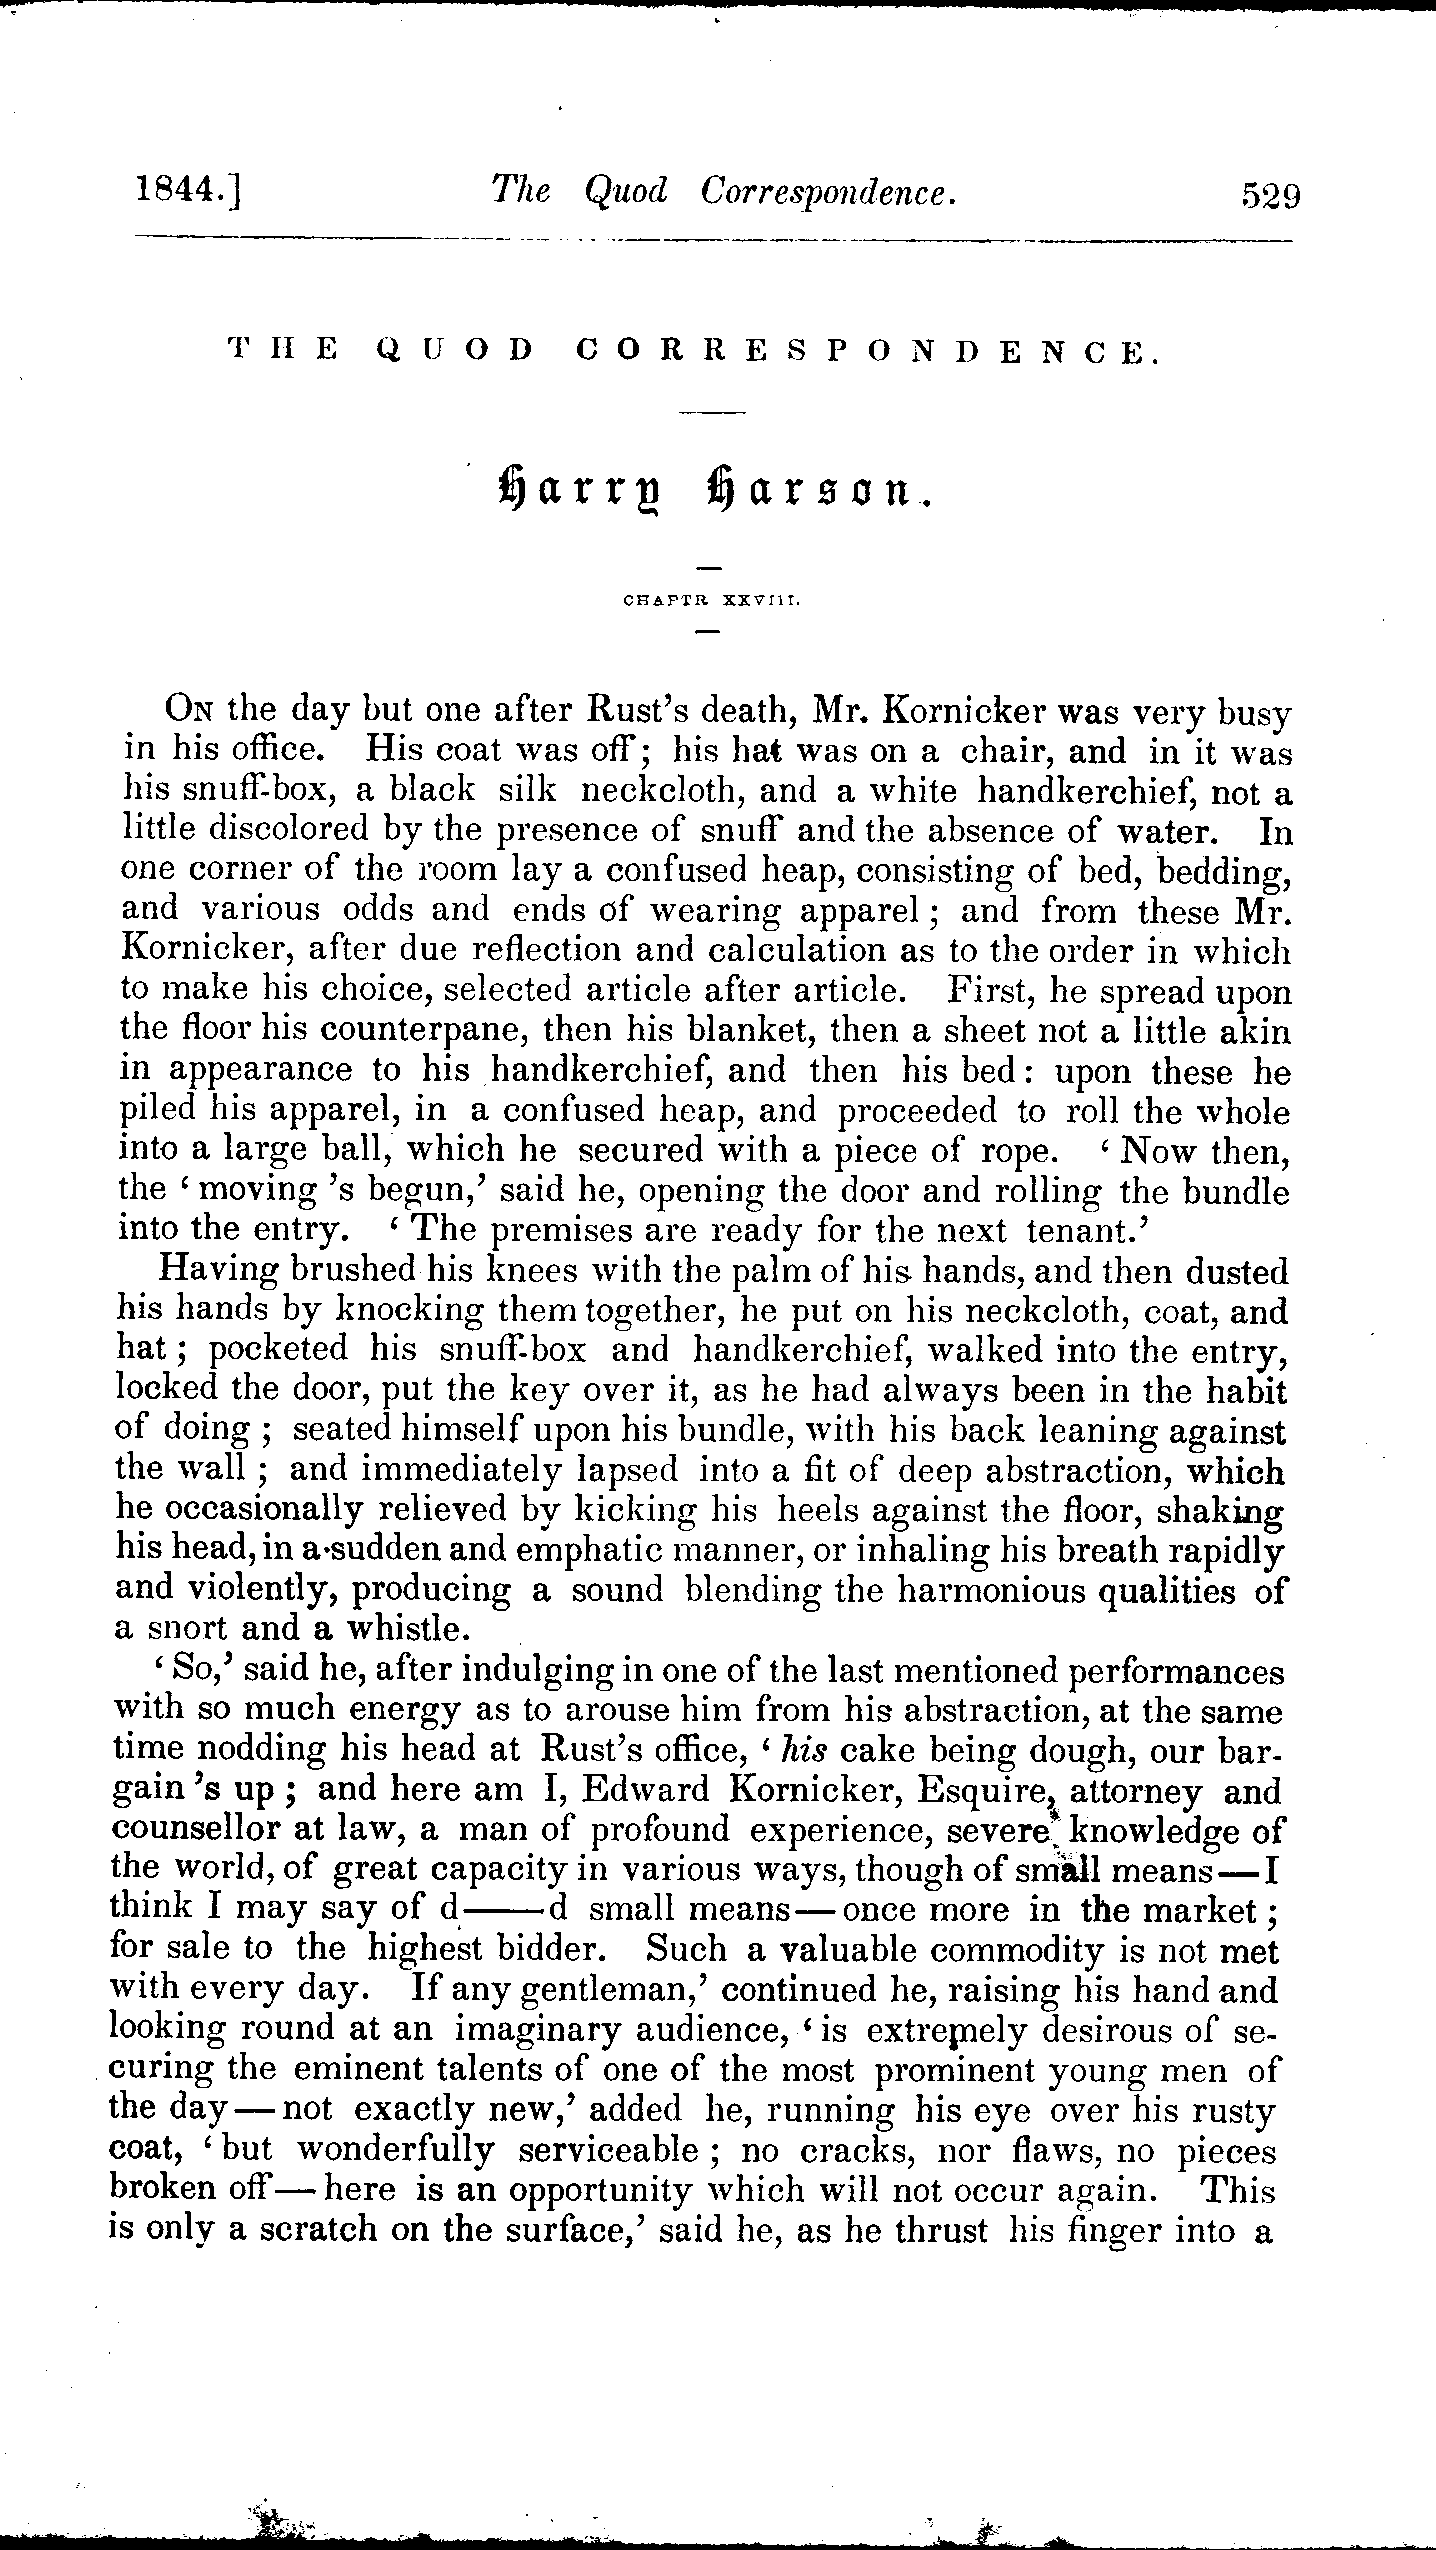 1844.] The Quod Correspondence. 529
THE QUOD CORRESPONDENCE.
Harry Harson.
CHAPTR XXVIII.
ON the day but one after Rust's death, Mr. Kornicker was very busy
in his office. His coat was off; his hat was on a chair, and in it was
his snuff-box, a black silk neckcloth, and a white handkerchief, not a
little discolored by the presence of snuff and the absence of water. In
one corner of the room lay a confused heap, consisting of bed, bedding,
and various odds and ends of wearing apparel; and from these Mr.
Kornicker, after due reflection and calculation as to the order in which
to make his choice, selected article after article. First, he spread upon
the floor his counterpane, then his blanket, then a sheet not a little akin
in appearance to his handkerchief, and then his bed: upon these he
piled his apparel, in a confused heap, and proceeded to roll the whole
into a large ball, which he secured with a piece of rope. ‘Now then,
the ‘moving 's begun,’ said he, opening the door and rolling the bundle
into the entry. ‘The premises are ready for the next tenant.’
Having brushed his knees with the palm of his hands, and then dusted
his hands by knocking them together, he put on his neckcloth, coat, and
hat; pocketed his snuff-box and handkerchief, walked into the entry,
locked the door, put the key over it, as he had always been in the habit
of doing; seated himself upon his bundle, with his back leaning against
the wall; and immediately lapsed into a fit of deep abstraction, which
he occasionally relieved by kicking his heels against the floor, shaking
his head, in a sudden and emphatic manner, or inhaling his breath rapidly
and violently, producing a sound blending the harmonious qualities of
a snort and a whistle.
‘So,’ said he, after indulging in one of the last mentioned performances
with so much energy as to arouse him from his abstraction, at the same
time nodding his head at Rust's office, ‘his cake being dough, our bar-
gain 's up; and here am I, Edward Kornicker, Esquire, attorney and
counsellor at law, a man of profound experience, severe knowledge of
the world, of great capacity in various ways, though of small means—I
think I may say of d——d small means—once more in the market;
for sale to the highest bidder. Such a valuable commodity is not met
with every day. If any gentleman,’ continued he, raising his hand and
looking round at an imaginary audience, ‘is extremely desirous of se-
curing the eminent talents of one of the most prominent young men of
the day—not exactly new,’ added he, running his eye over his rusty
coat, ‘but wonderfully serviceable; no cracks, nor flaws, no pieces
broken off—here is an opportunity which will not occur again. This
is only a scratch on the surface,’ said he, as he thrust his finger into a